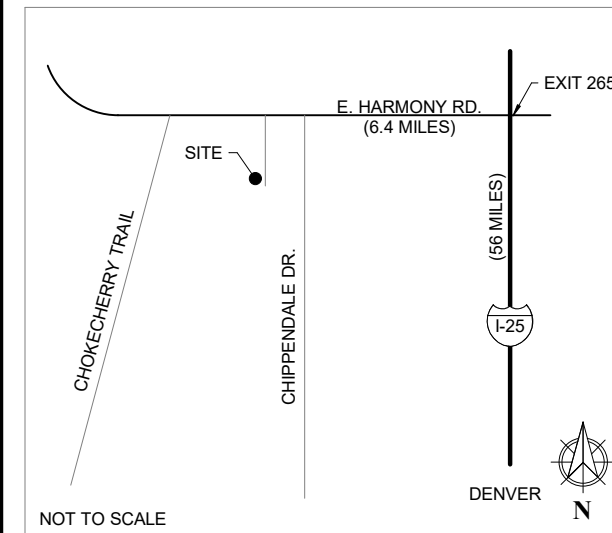 EXIT 265
E. HARMONY RD.
(6.4 MILES)
SITE
CHOKECHERRY TRAIL
CHIPPENDALE DR.
(56 MILES)
I-25
DENVER
N
NOT TO SCALE